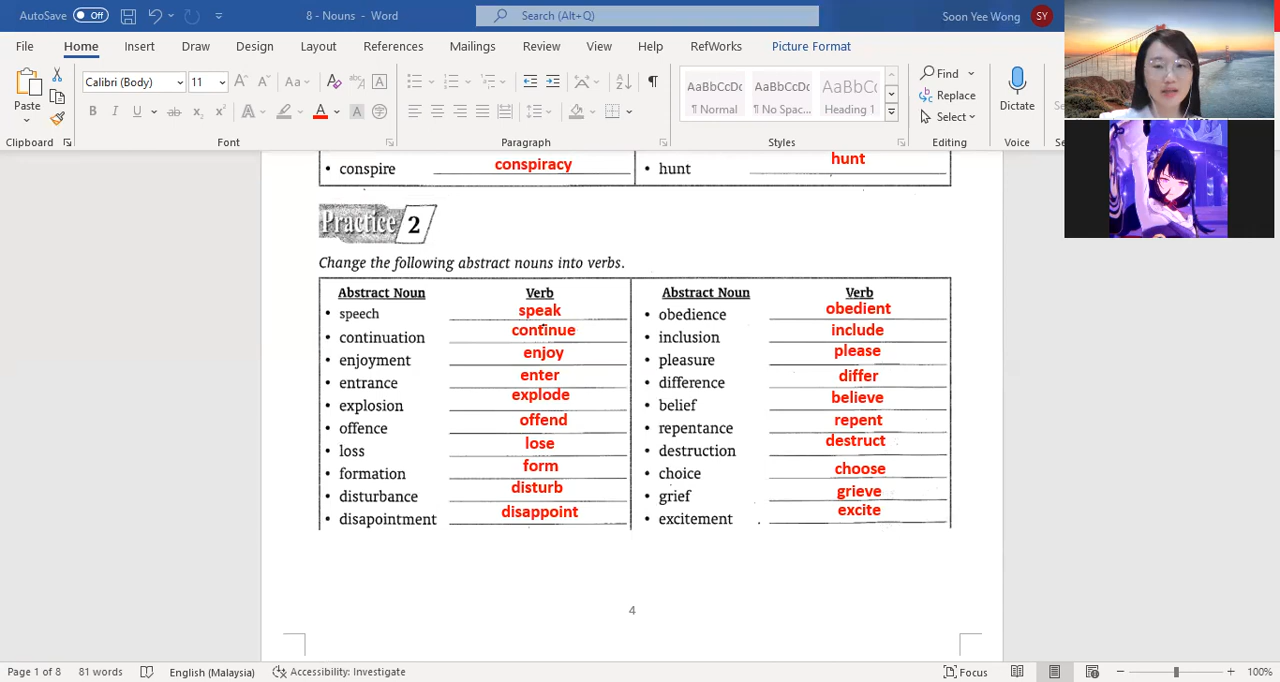 AutoSave Off 8 - Nouns - Word Search (Alt+Q) Soon Yee Wong SY
File Home Insert Draw Design Layout References Mailings Review View Help RefWorks Picture Format
Calibri (Body) 11 Aa A AaBbCcDc AaBbCcDc AaBbC Find
Paste B I U ab x₂ x² A A A ¶ Normal ¶ No Spac... Heading 1 Replace Dictate
Select
Clipboard Font Paragraph Styles Editing Voice
• conspire conspiracy • hunt hunt
Practice 2
Change the following abstract nouns into verbs.
Abstract Noun Verb Abstract Noun Verb
• speech speak • obedience obedient
• continuation continue • inclusion include
• enjoyment enjoy • pleasure please
• entrance enter • difference differ
• explosion explode • belief believe
• offence offend • repentance repent
• loss lose • destruction destruct
• formation form • choice choose
• disturbance disturb • grief grieve
• disapointment disappoint • excitement excite
4
Page 1 of 8 81 words English (Malaysia) Accessibility: Investigate Focus 100%